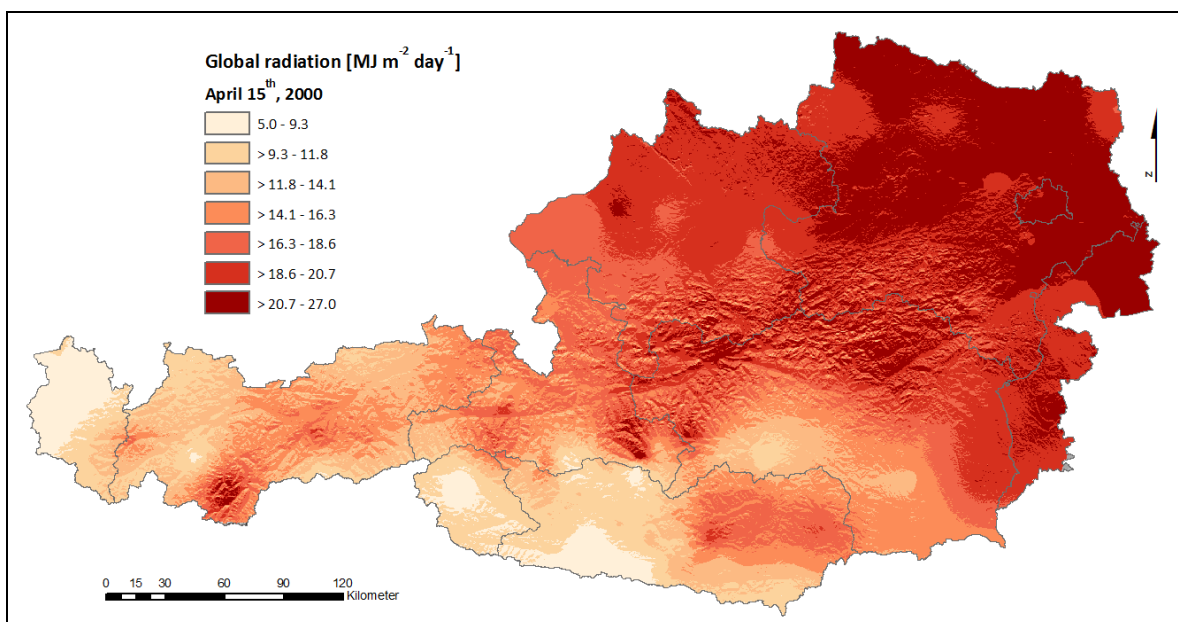 Global radiation [MJ m⁻² day⁻¹]
April 15ᵗʰ, 2000
5.0 - 9.3
> 9.3 - 11.8
> 11.8 - 14.1
> 14.1 - 16.3
> 16.3 - 18.6
> 18.6 - 20.7
> 20.7 - 27.0
N
0 15 30 60 90 120
Kilometer